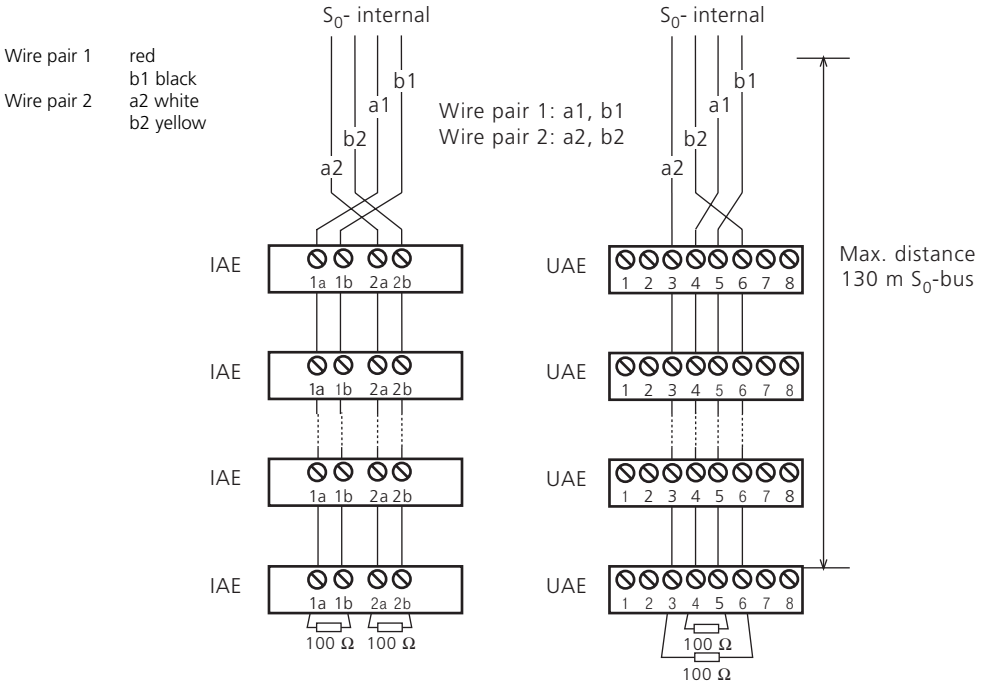 S0- internal
S0- internal
Wire pair 1 red
b1 black
Wire pair 2 a2 white
b2 yellow
b1
a1
b2
a2
Wire pair 1: a1, b1
Wire pair 2: a2, b2
b1
a1
b2
a2
Max. distance
130 m S0-bus
IAE
1a 1b 2a 2b
UAE
1 2 3 4 5 6 7 8
IAE
1a 1b 2a 2b
UAE
1 2 3 4 5 6 7 8
IAE
1a 1b 2a 2b
UAE
1 2 3 4 5 6 7 8
IAE
1a 1b 2a 2b
100 Ω 100 Ω
UAE
1 2 3 4 5 6 7 8
100 Ω
100 Ω